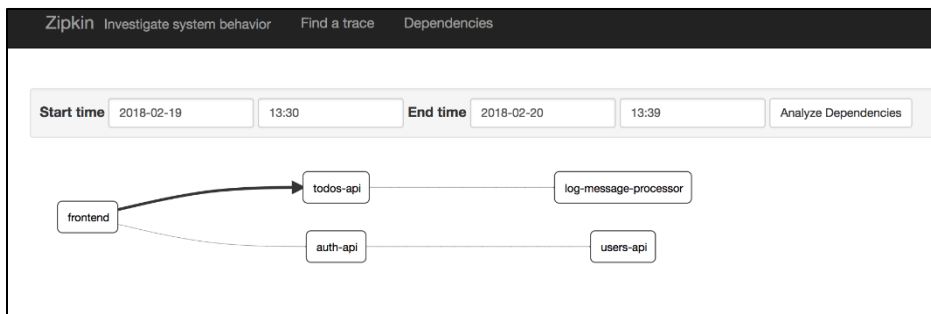 Zipkin Investigate system behavior Find a trace Dependencies
Start time 2018-02-19 13:30 End time 2018-02-20 13:39 Analyze Dependencies
todos-api log-message-processor
frontend
auth-api users-api